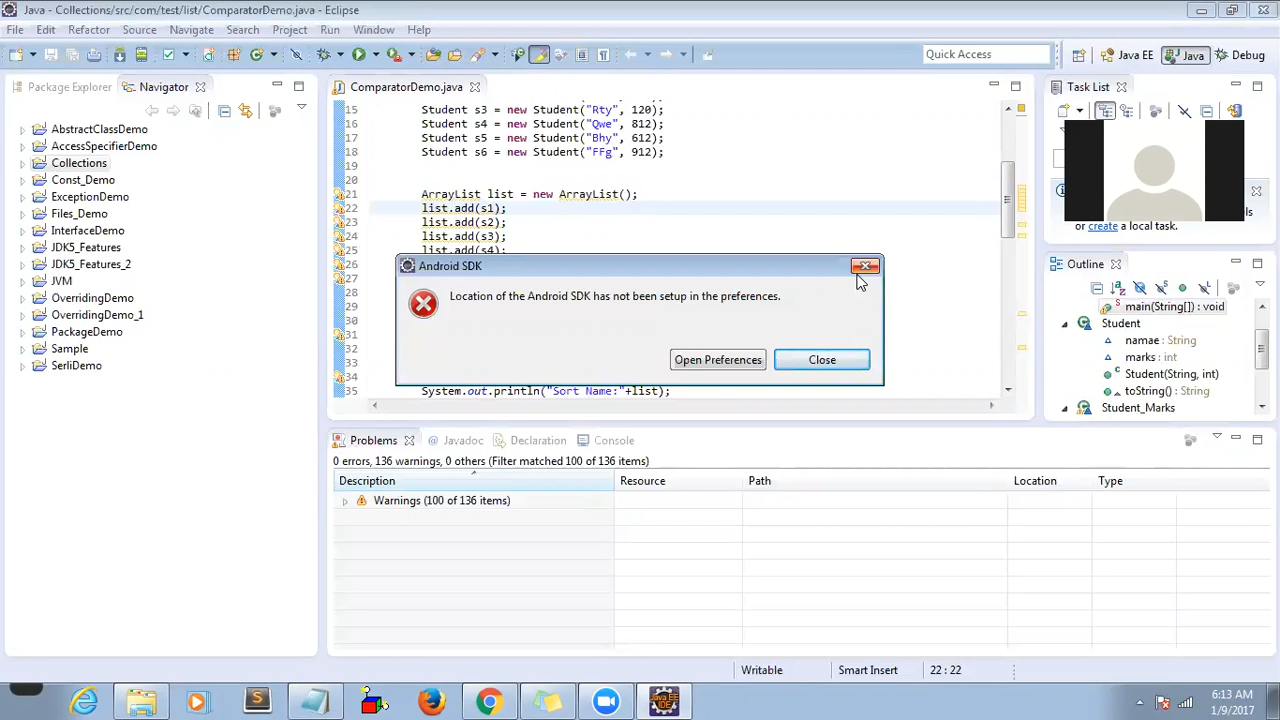 Java - Collections/src/com/test/list/ComparatorDemo.java - Eclipse
File Edit Refactor Source Navigate Search Project Run Window Help
Quick Access
Java EE
Java
Debug
Package Explorer
Navigator
ComparatorDemo.java
Task List
AbstractClassDemo
AccessSpecifierDemo
Collections
Const_Demo
ExceptionDemo
Files_Demo
InterfaceDemo
JDK5_Features
JDK5_Features_2
JVM
OverridingDemo
OverridingDemo_1
PackageDemo
Sample
SerliDemo
15 Student s3 = new Student("Rty", 120);
16 Student s4 = new Student("Qwe", 812);
17 Student s5 = new Student("Bhy", 612);
18 Student s6 = new Student("FFg", 912);
19
20
21 ArrayList list = new ArrayList();
22 list.add(s1);
23 list.add(s2);
24 list.add(s3);
25 list.add(s4);
26
27
28
29
30
31
32
33
34
35 System.out.println("Sort Name:"+list);
Android SDK
Location of the Android SDK has not been setup in the preferences.
Open Preferences
Close
or create a local task.
Outline
main(String[]) : void
Student
namae : String
marks : int
Student(String, int)
toString() : String
Student_Marks
Problems
Javadoc
Declaration
Console
0 errors, 136 warnings, 0 others (Filter matched 100 of 136 items)
Description Resource Path Location Type
Warnings (100 of 136 items)
Writable
Smart Insert
22 : 22
Java EE
IDE
6:13 AM
1/9/2017